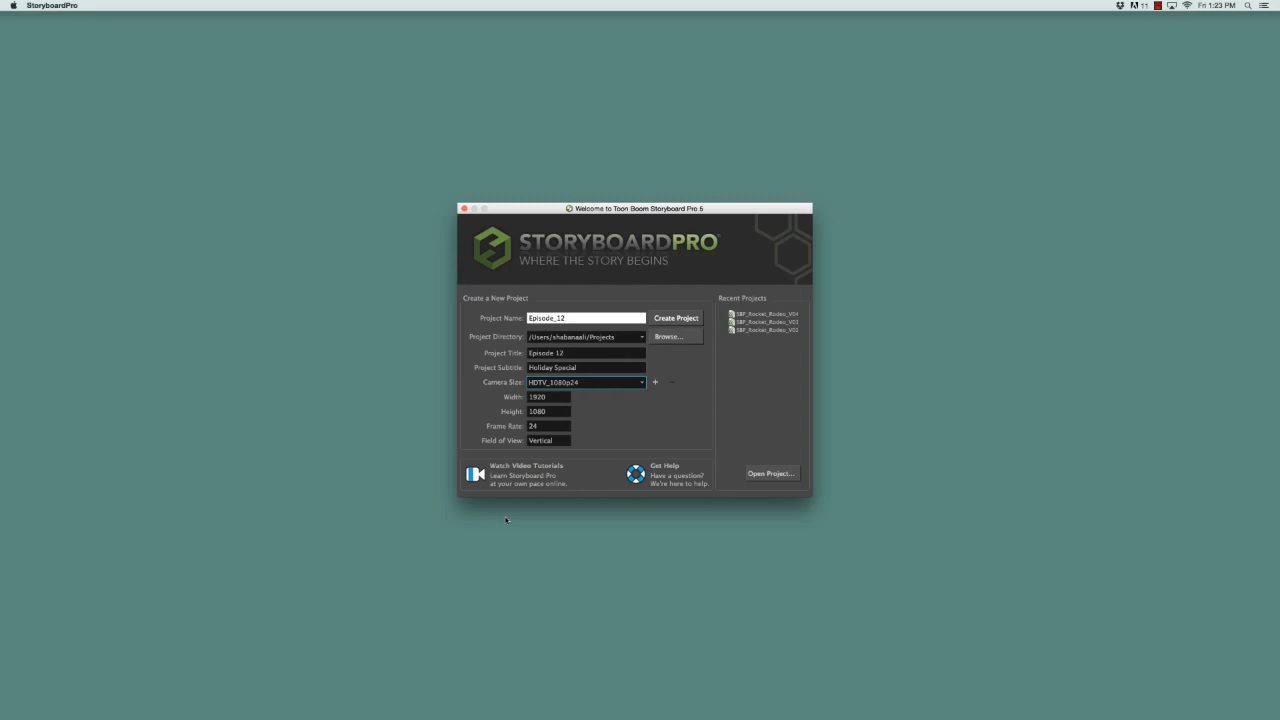 StoryboardPro
11
Fri 1:23 PM
Welcome to Toon Boom Storyboard Pro 5
STORYBOARDPRO
WHERE THE STORY BEGINS
Create a New Project
Recent Projects
Project Name: Episode_12 Create Project
Project Directory: /Users/shabanaali/Projects Browse...
Project Title: Episode 12
Project Subtitle: Holiday Special
Camera Size: HDTV_1080p24 + -
Width: 1920
Height: 1080
Frame Rate: 24
Field of View: Vertical
SBP_Rocket_Rodeo_V04
SBP_Rocket_Rodeo_V03
SBP_Rocket_Rodeo_V02
Watch Video Tutorials
Learn Storyboard Pro
at your own pace online.
Get Help
Have a question?
We're here to help.
Open Project...